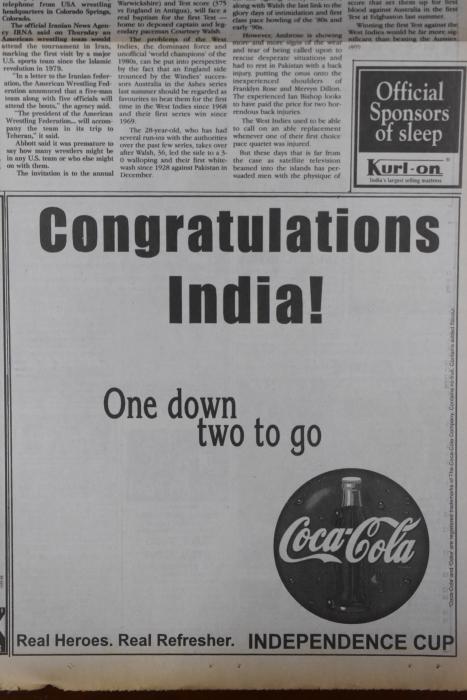 telephone from USA wrestling
headquarters in Colorado Springs,
Colorado.
The official Iranian News Agen-
cy IRNA said on Thursday an
American wrestling team would
attend the tournament in Iran,
marking the first visit by a major
U.S. sports team since the Islamic
revolution in 1979.
"In a letter to the Iranian feder-
ation, the American Wrestling Fed-
eration announced that a five-man
team along with five officials will
attend the bouts," the agency said.
"The president of the American
Wrestling Federation... will accom-
pany the team in its trip to
Teheran," it said.
Abbott said it was premature to
say how many wrestlers might be
in any U.S. team or who else might
on with them.
The invitation is to the annual
Warwickshire) and Test score (375
vs England in Antigua), will face a
real baptism for the first Test —
home to deposed captain and leg-
endary paceman Courtney Walsh.
The problems of the West
Indies, the dominant force and
unofficial 'world champions' of the
1980s, can be put into perspective
by the fact that an England side
trounced by the Windies' succes-
sors Australia in the Ashes series
last summer should be regarded as
favourites to beat them for the first
time in the West Indies since 1968
and their first series win since
1969.
The 28-year-old, who has had
several run-ins with the authorities
over the past few series, takes over
after Walsh, 36, led the side to a 3-
0 walloping and their first white-
wash since 1928 against Pakistan in
December.
along with Walsh the last link to the
glory days of intimidation and first
class pace bowling of the '80s and
early '90s.
However, Ambrose is showing
more and more signs of the wear
and tear of being called upon to
rescue desperate situations and
had to rest in Pakistan with a back
injury, putting the onus onto the
inexperienced shoulders of
Franklyn Rose and Mervyn Dillon.
The experienced Ian Bishop looks
to have paid the price for two hor-
rendous back injuries.
The West Indies used to be able
to call on an able replacement
whenever one of their first choice
pace quartet was injured.
But these days that is far from
the case as satellite television
beamed into the islands has per-
suaded men with the physique of
score that set them up for first
blood against Australia in the first
Test at Edgbaston last summer.
Winning the first Test against the
West Indies would be far more sig-
nificant than beating the Aussies.
(AFP)
Official
Sponsors
of sleep
Kurl-on
®
India's largest selling mattress
Congratulations
India!
One down
two to go
Coca-Cola
Real Heroes. Real Refresher. INDEPENDENCE CUP
'Coca-Cola' and 'Coke' are registered trademarks of The Coca-Cola Company. Contains no fruit. Contains added flavour.